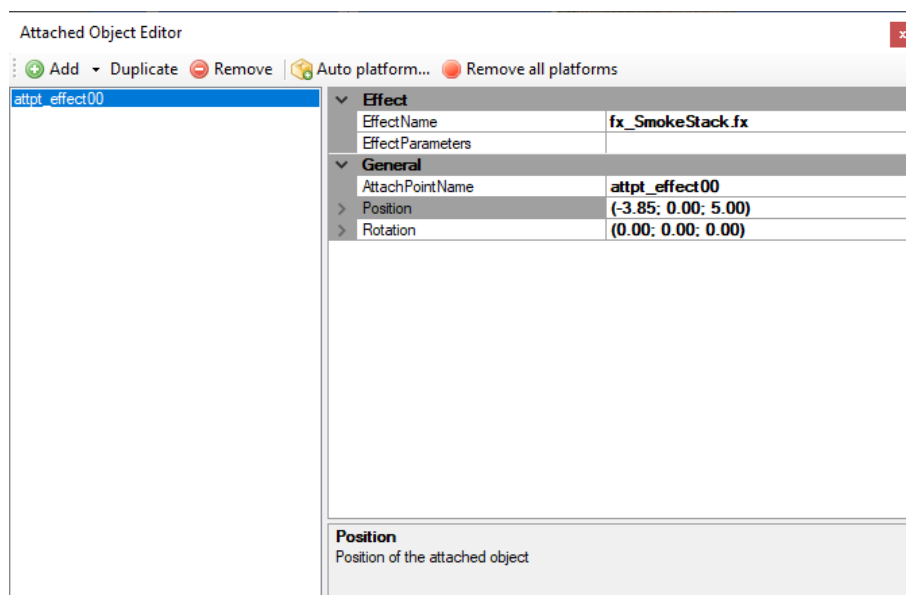 Attached Object Editor
x
Add Duplicate Remove Auto platform... Remove all platforms
attpt_effect00
Effect
EffectName fx_SmokeStack.fx
EffectParameters
General
AttachPointName attpt_effect00
Position (-3.85; 0.00; 5.00)
Rotation (0.00; 0.00; 0.00)
Position
Position of the attached object